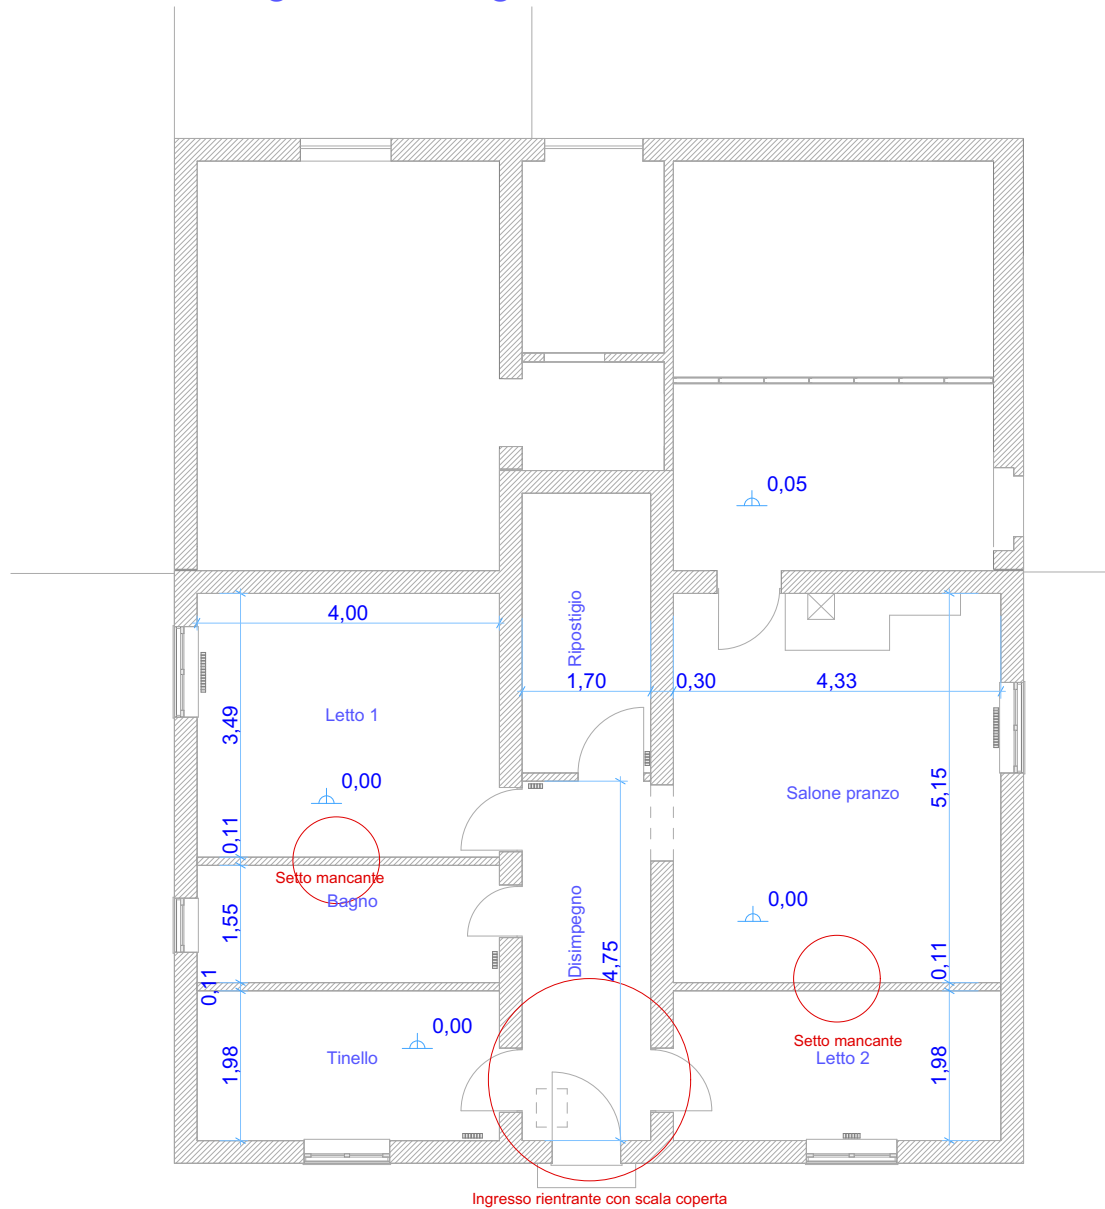 0,05
4,00
Ripostigio
1,70
0,30
4,33
3,49
Letto 1
0,00
5,15
Salone pranzo
0,11
Setto mancante
Bagno
1,55
Disimpegno
4,75
0,00
0,11
0,11
0,00
Setto mancante
Tinello
Letto 2
1,98
1,98
Ingresso rientrante con scala coperta